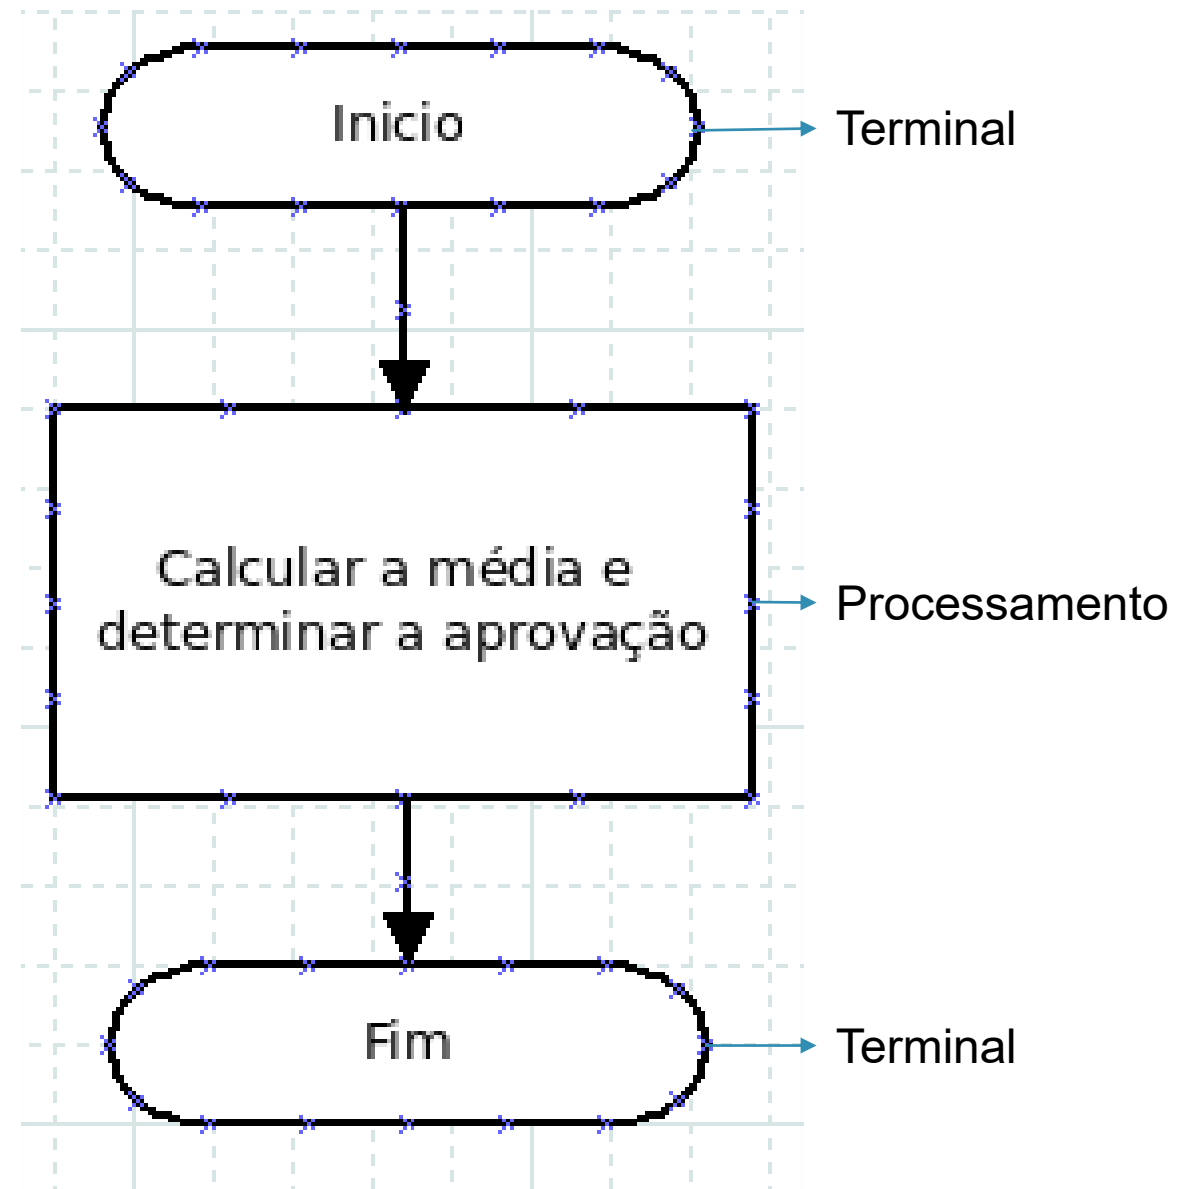 Inicio
Terminal
Calcular a média e
determinar a aprovação
Processamento
Fim
Terminal